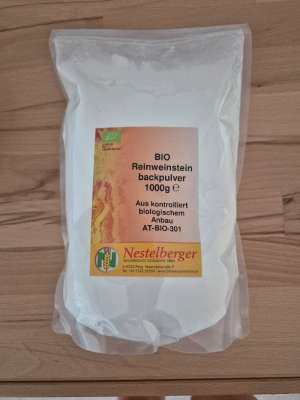 BIO
Reinweinstein
backpulver
1000g ℮
Aus kontrolliert
biologischem
Anbau
AT-BIO-301
Nestelberger